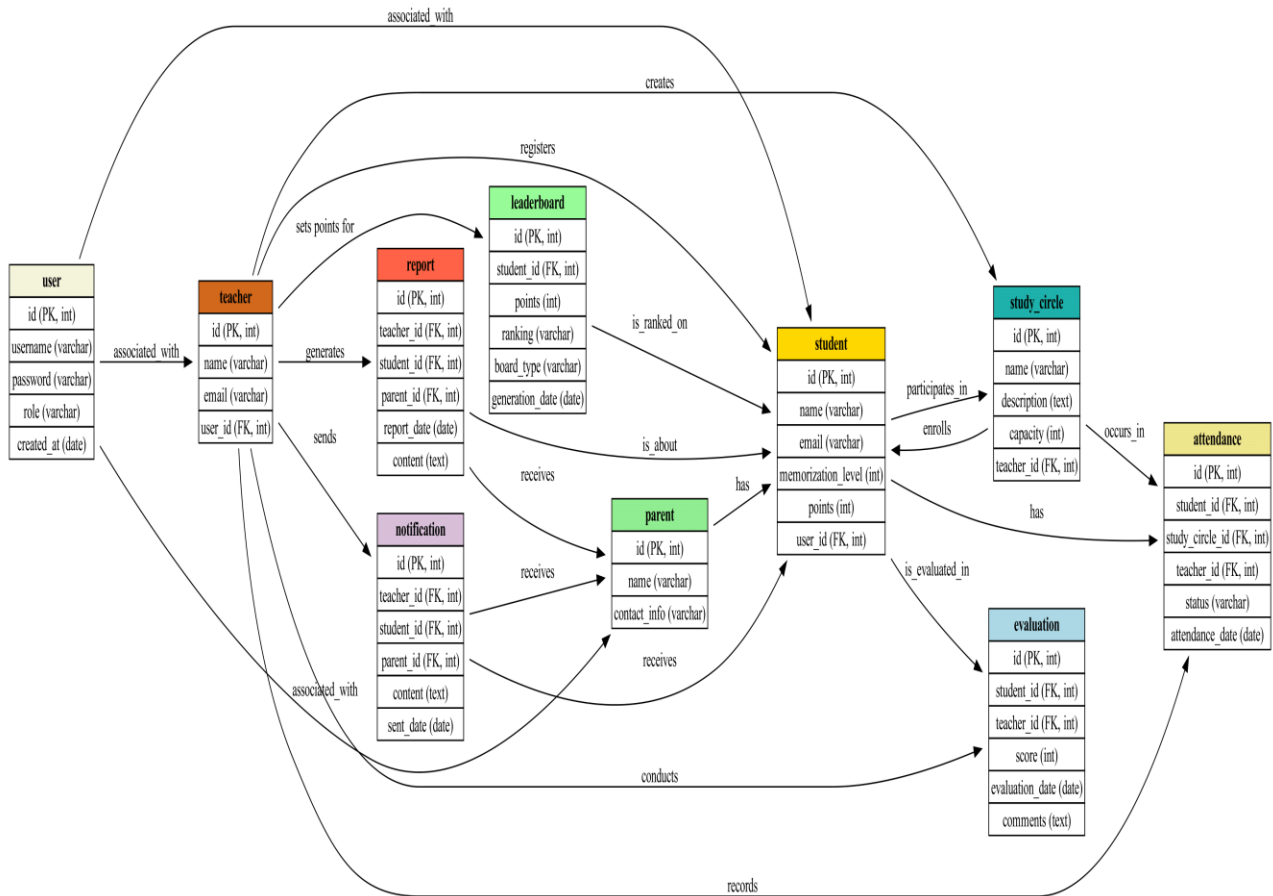 associated_with
creates
registers
sets points for
user
id (PK, int)
username (varchar)
password (varchar)
role (varchar)
created_at (date)
associated_with
teacher
id (PK, int)
name (varchar)
email (varchar)
user_id (FK, int)
generates
sends
report
id (PK, int)
teacher_id (FK, int)
student_id (FK, int)
parent_id (FK, int)
report_date (date)
content (text)
leaderboard
id (PK, int)
student_id (FK, int)
points (int)
ranking (varchar)
board_type (varchar)
generation_date (date)
is_ranked_on
is_about
receives
notification
id (PK, int)
teacher_id (FK, int)
student_id (FK, int)
parent_id (FK, int)
content (text)
sent_date (date)
receives
receives
associated_with
parent
id (PK, int)
name (varchar)
contact_info (varchar)
has
student
id (PK, int)
name (varchar)
email (varchar)
memorization_level (int)
points (int)
user_id (FK, int)
participates_in
enrolls
has
is_evaluated_in
study_circle
id (PK, int)
name (varchar)
description (text)
capacity (int)
teacher_id (FK, int)
occurs_in
attendance
id (PK, int)
student_id (FK, int)
study_circle_id (FK, int)
teacher_id (FK, int)
status (varchar)
attendance_date (date)
evaluation
id (PK, int)
student_id (FK, int)
teacher_id (FK, int)
score (int)
evaluation_date (date)
comments (text)
conducts
records